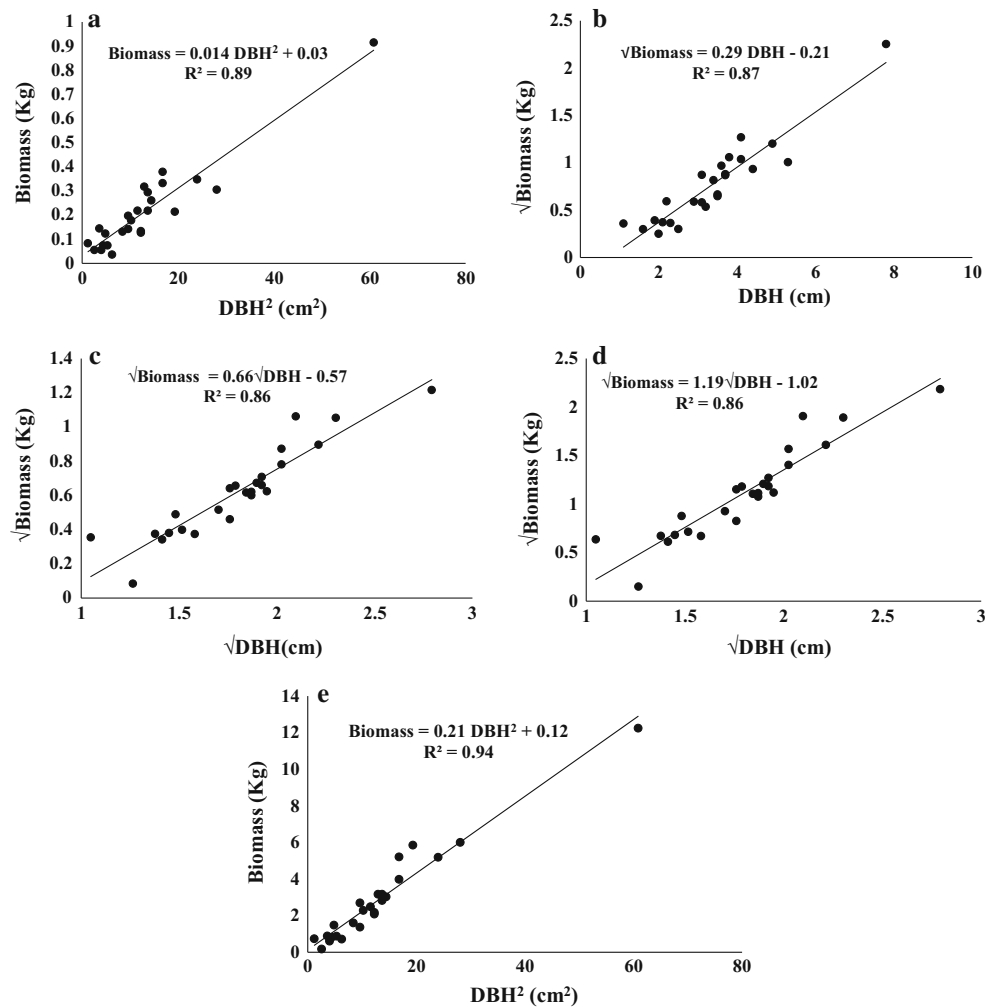 a
Biomass = 0.014 DBH² + 0.03
R² = 0.89
Biomass (Kg)
1
0.9
0.8
0.7
0.6
0.5
0.4
0.3
0.2
0.1
0
0 20 40 60 80
DBH² (cm²)
b
√Biomass = 0.29 DBH - 0.21
R² = 0.87
√Biomass (Kg)
2.5
2
1.5
1
0.5
0
0 2 4 6 8 10
DBH (cm)
c
√Biomass = 0.66√DBH - 0.57
R² = 0.86
√Biomass (Kg)
1.4
1.2
1
0.8
0.6
0.4
0.2
0
1 1.5 2 2.5 3
√DBH(cm)
d
√Biomass = 1.19√DBH - 1.02
R² = 0.86
√Biomass (Kg)
2.5
2
1.5
1
0.5
0
1 1.5 2 2.5 3
√DBH (cm)
e
Biomass = 0.21 DBH² + 0.12
R² = 0.94
Biomass (Kg)
14
12
10
8
6
4
2
0
0 20 40 60 80
DBH² (cm²)